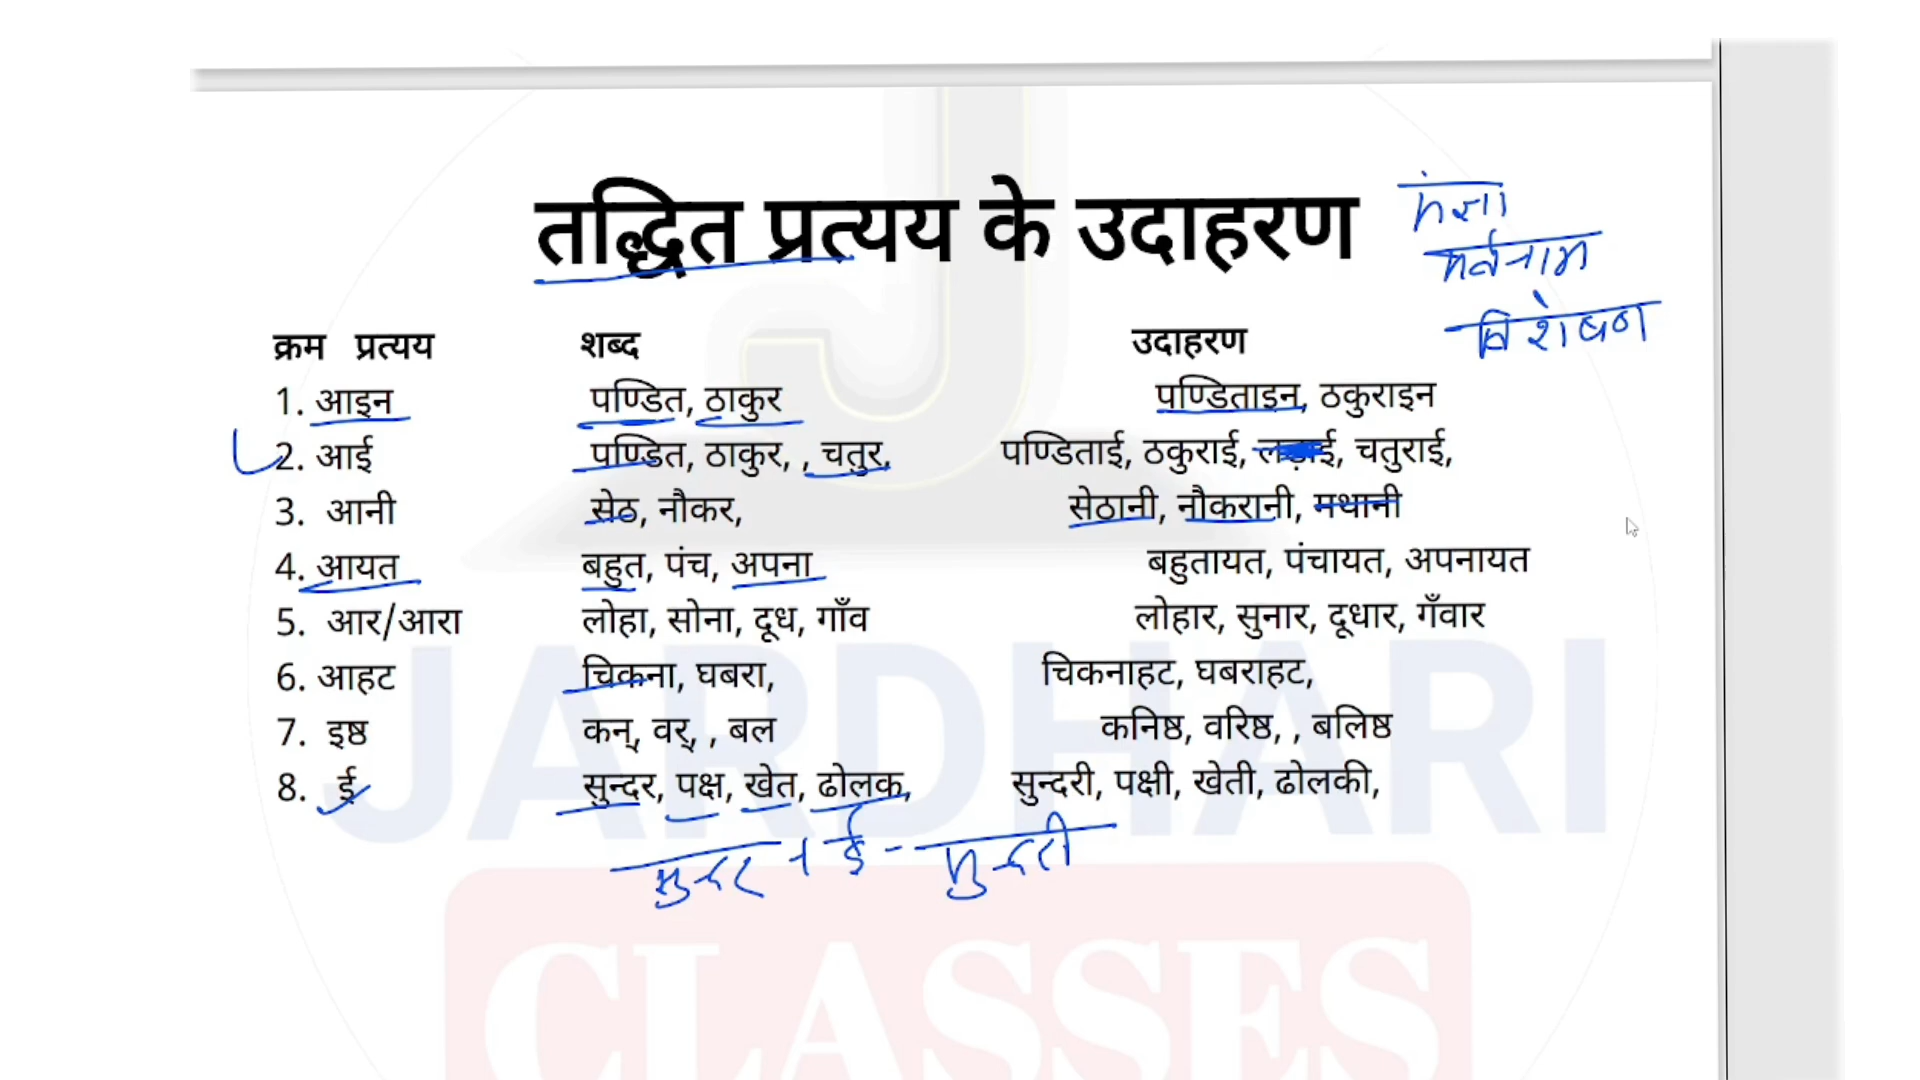 तद्धित प्रत्यय के उदाहरण
संज्ञा
सर्वनाम
विशेषण
क्रम प्रत्यय शब्द उदाहरण
1. आइन पण्डित, ठाकुर पण्डिताइन, ठकुराइन
2. आई पण्डित, ठाकुर, , चतुर, पण्डिताई, ठकुराई, लड़ाई, चतुराई,
3. आनी सेठ, नौकर, सेठानी, नौकरानी, मथानी
4. आयत बहुत, पंच, अपना बहुतायत, पंचायत, अपनायत
5. आर/आरा लोहा, सोना, दूध, गाँव लोहार, सुनार, दूधार, गँवार
6. आहट चिकना, घबरा, चिकनाहट, घबराहट,
7. इष्ठ कन्, वर्, , बल कनिष्ठ, वरिष्ठ, , बलिष्ठ
8. ई सुन्दर, पक्ष, खेत, ढोलक, सुन्दरी, पक्षी, खेती, ढोलकी,
सुन्दर + ई - सुन्दरी
JARDHARI
CLASSES